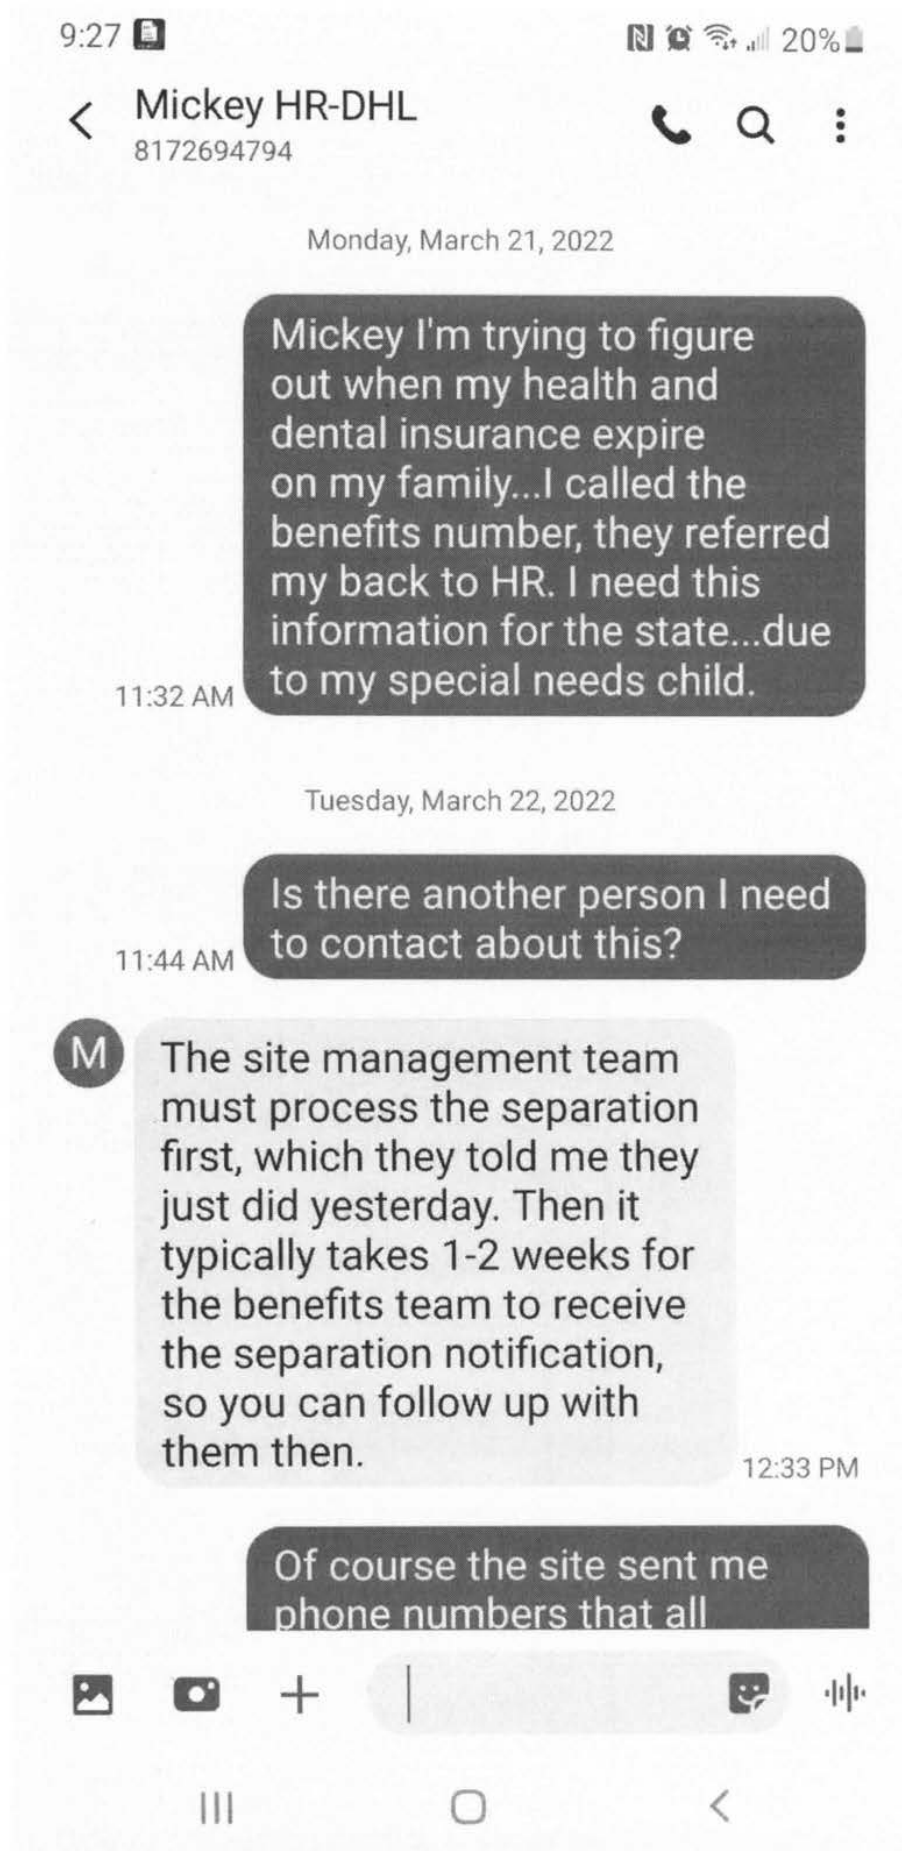 9:27 20%
Mickey HR-DHL
8172694794
Monday, March 21, 2022
Mickey I'm trying to figure
out when my health and
dental insurance expire
on my family...I called the
benefits number, they referred
my back to HR. I need this
information for the state...due
to my special needs child.
11:32 AM
Tuesday, March 22, 2022
Is there another person I need
to contact about this?
11:44 AM
M
The site management team
must process the separation
first, which they told me they
just did yesterday. Then it
typically takes 1-2 weeks for
the benefits team to receive
the separation notification,
so you can follow up with
them then.
12:33 PM
Of course the site sent me
phone numbers that all